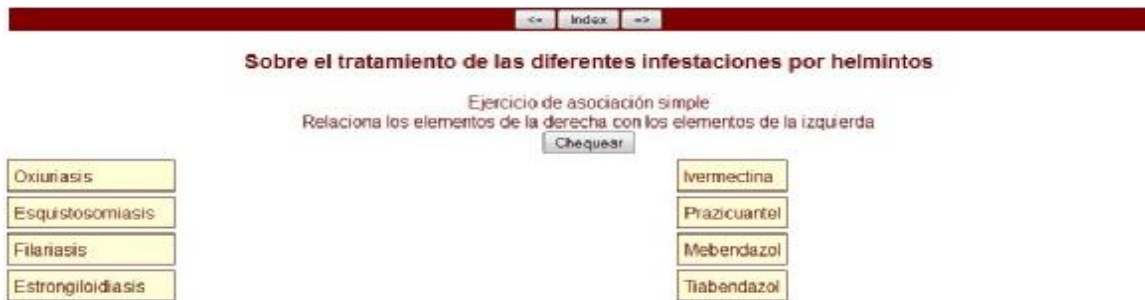 <= Index =>
Sobre el tratamiento de las diferentes infestaciones por helmintos
Ejercicio de asociación simple
Relaciona los elementos de la derecha con los elementos de la izquierda
Chequear
Oxiuriasis Ivermectina
Esquistosomiasis Prazicuantel
Filariasis Mebendazol
Estrongiloidiasis Tiabendazol